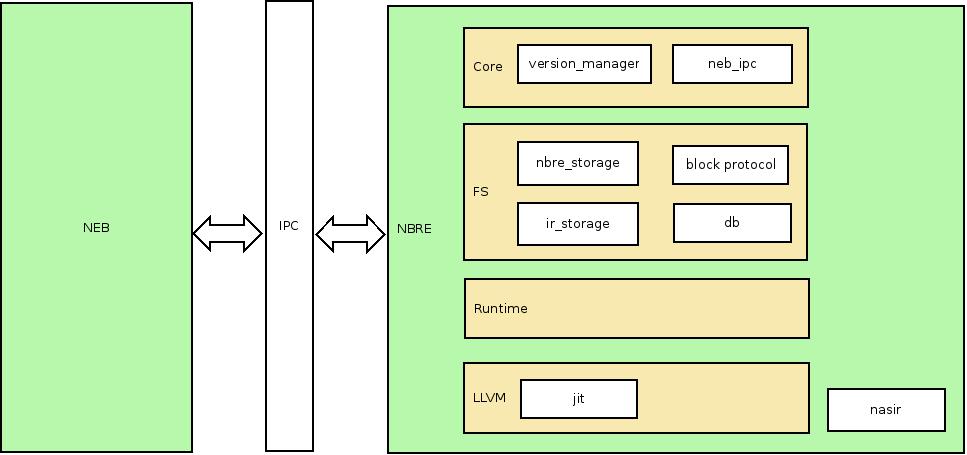 NEB
IPC
NBRE
Core
version_manager
neb_ipc
FS
nbre_storage
block protocol
ir_storage
db
Runtime
LLVM
jit
nasir